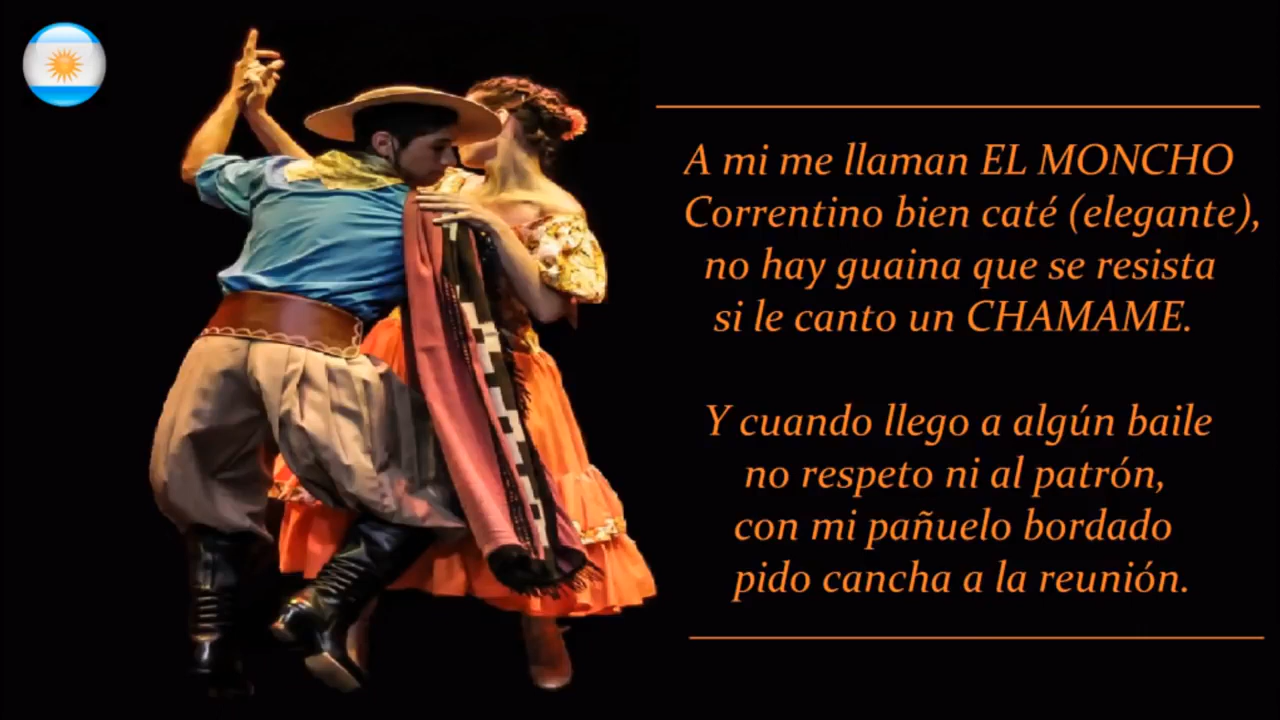 A mi me llaman EL MONCHO
Correntino bien caté (elegante),
no hay guaina que se resista
si le canto un CHAMAME.
Y cuando llego a algún baile
no respeto ni al patrón,
con mi pañuelo bordado
pido cancha a la reunión.